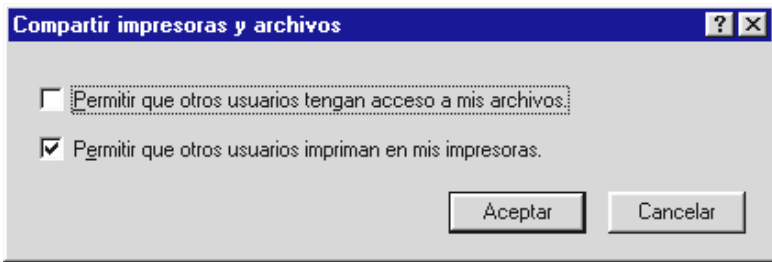 Compartir impresoras y archivos
Permitir que otros usuarios tengan acceso a mis archivos.
Permitir que otros usuarios impriman en mis impresoras.
Aceptar Cancelar